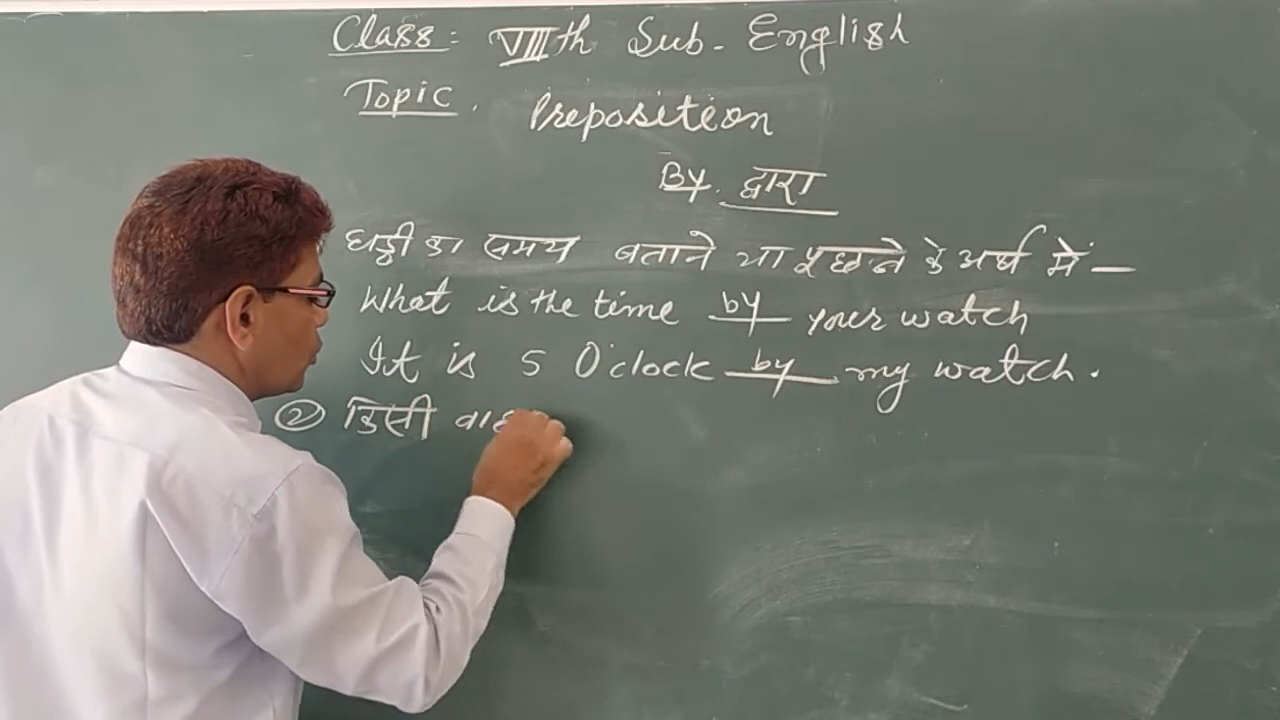 Class: VIIIth Sub- English
Topic. Preposition
By. द्वारा
घड़ी का समय बताने या पूछने के अर्थ में –
What is the time by your watch
It is 5 O'clock by my watch.
② किसी वाह